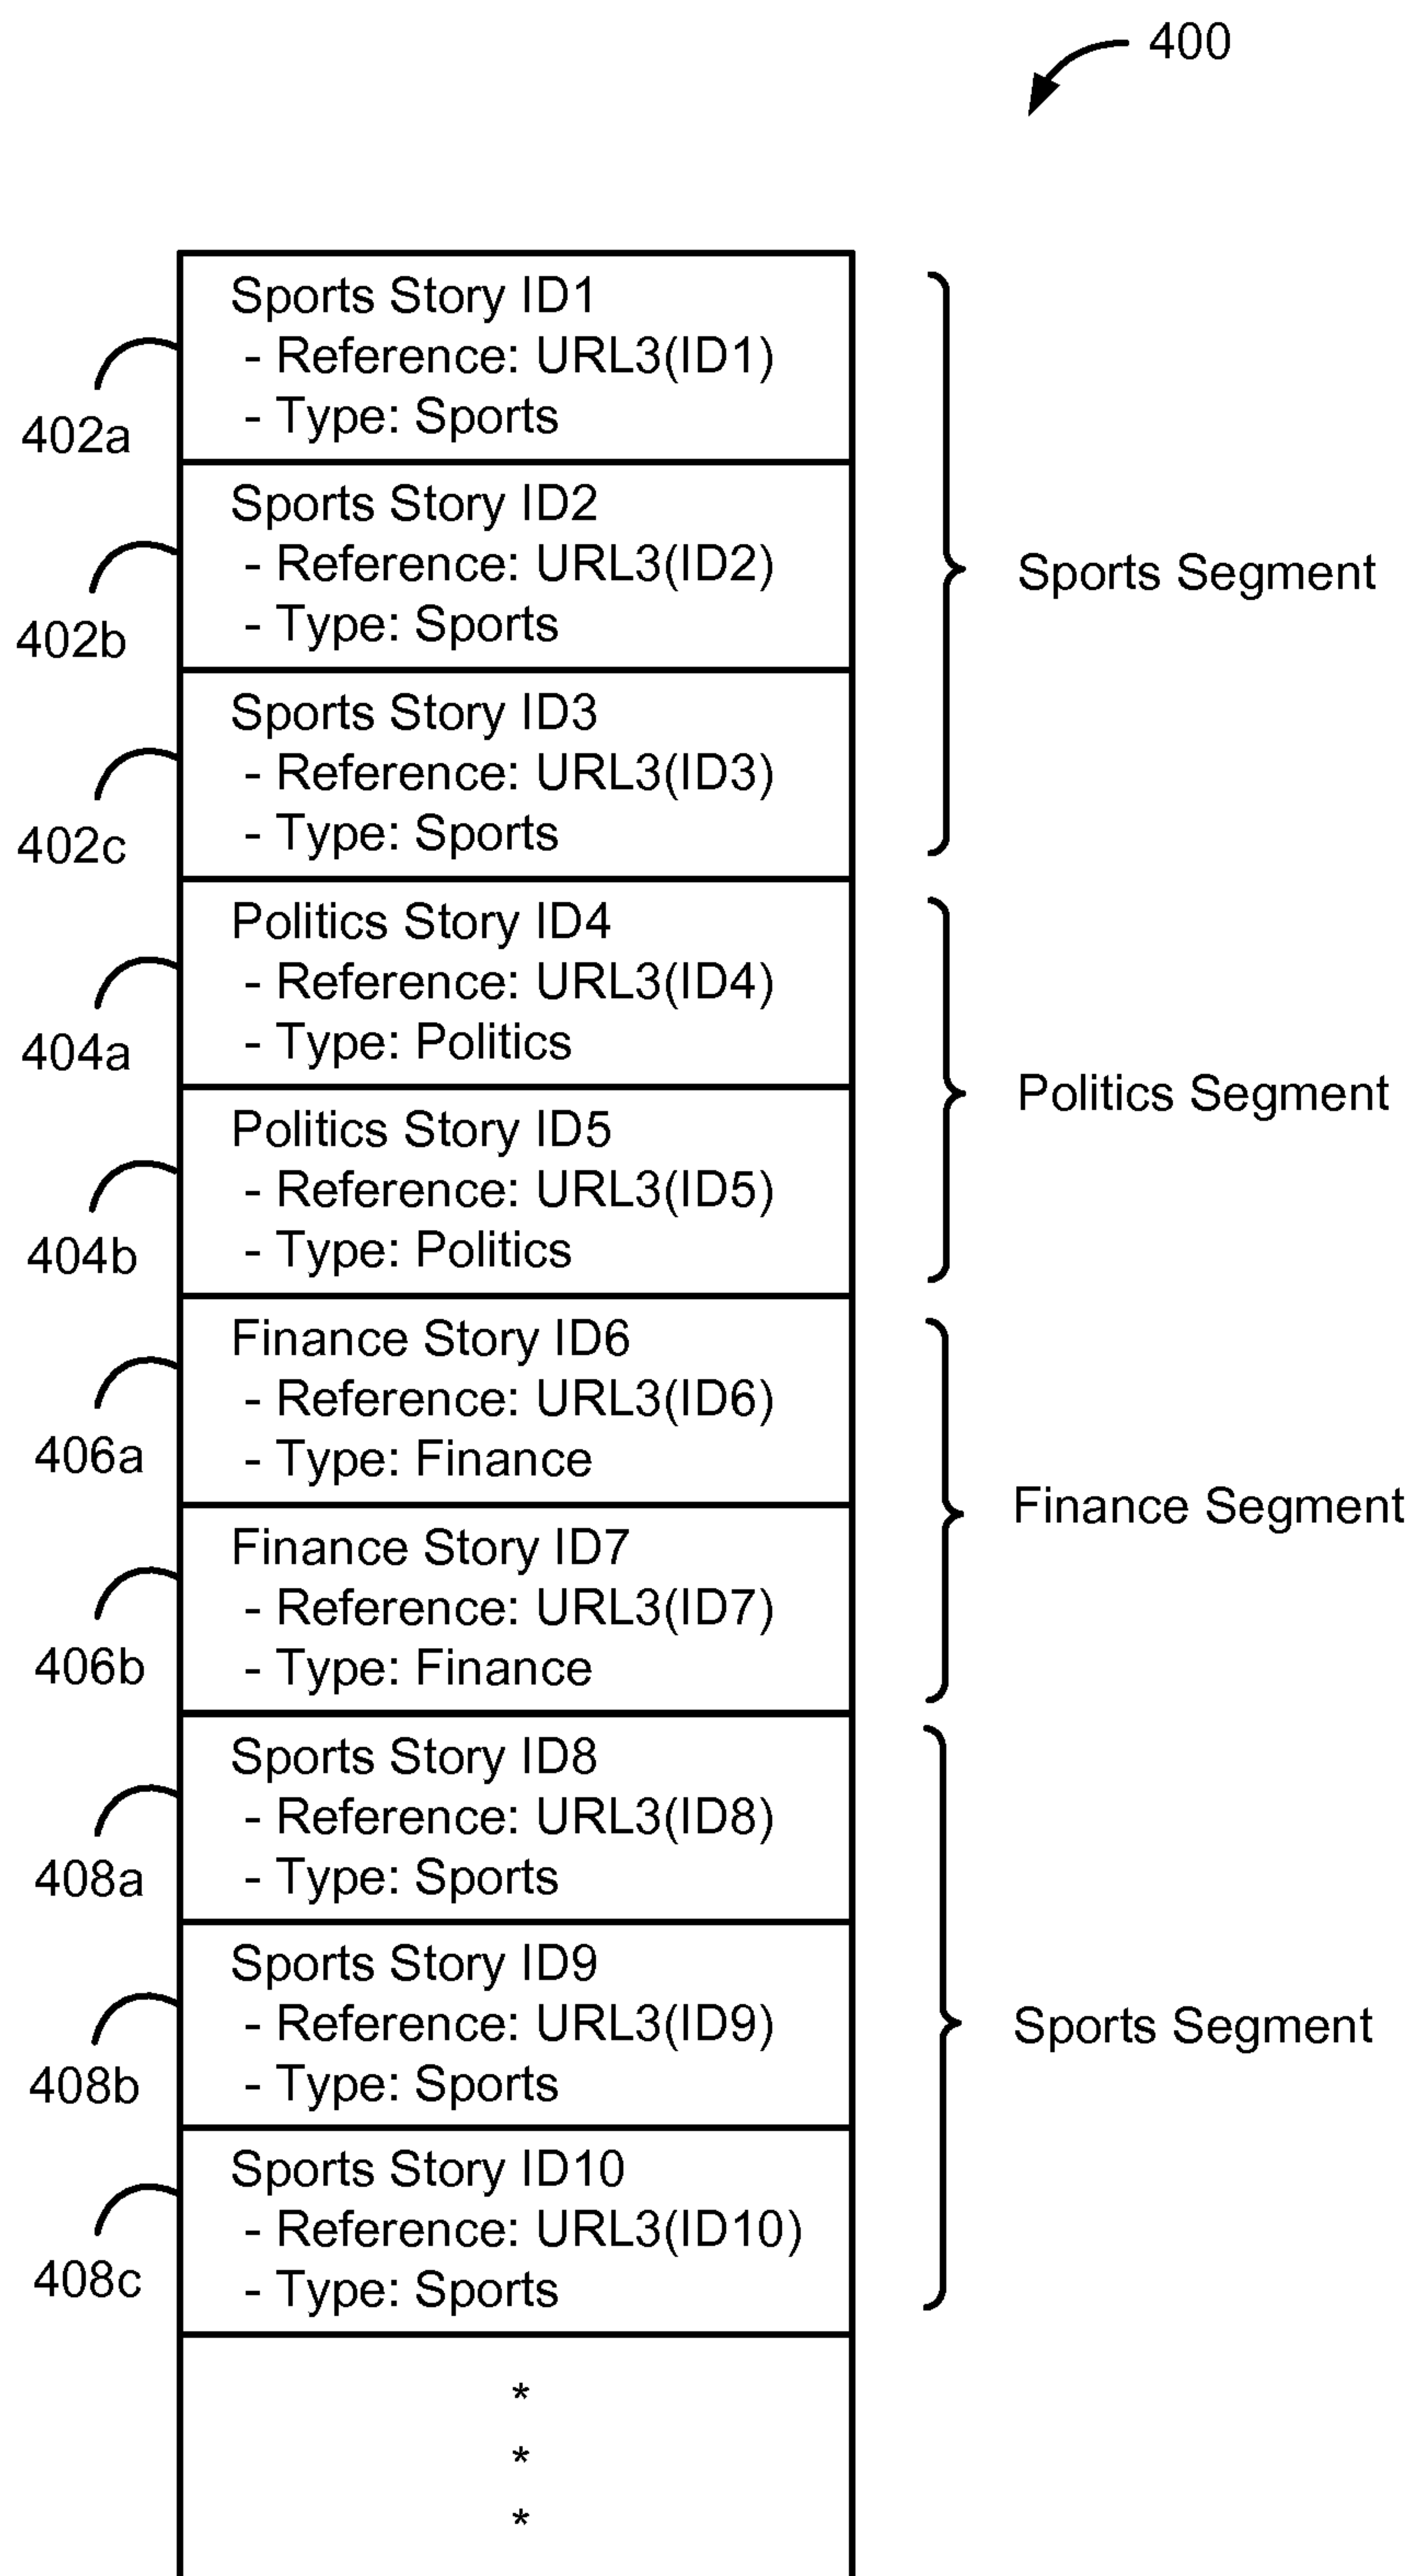 400
Sports Story ID1
- Reference: URL3(ID1)
- Type: Sports
402a
Sports Story ID2
- Reference: URL3(ID2)
- Type: Sports
402b
Sports Segment
Sports Story ID3
- Reference: URL3(ID3)
- Type: Sports
402c
Politics Story ID4
- Reference: URL3(ID4)
- Type: Politics
404a
Politics Segment
Politics Story ID5
- Reference: URL3(ID5)
- Type: Politics
404b
Finance Story ID6
- Reference: URL3(ID6)
- Type: Finance
406a
Finance Segment
Finance Story ID7
- Reference: URL3(ID7)
- Type: Finance
406b
Sports Story ID8
- Reference: URL3(ID8)
- Type: Sports
408a
Sports Story ID9
- Reference: URL3(ID9)
- Type: Sports
408b
Sports Segment
Sports Story ID10
- Reference: URL3(ID10)
- Type: Sports
408c
*
*
*